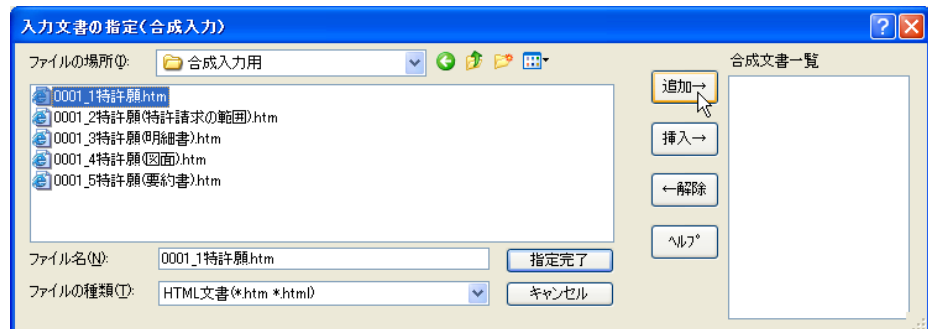 入力文書の指定(合成入力)
ファイルの場所(I):
合成入力用
合成文書一覧
0001_1特許願.htm
0001_2特許願(特許請求の範囲).htm
0001_3特許願(明細書).htm
0001_4特許願(図面).htm
0001_5特許願(要約書).htm
追加→
挿入→
←解除
ヘルプ
ファイル名(N):
0001_1特許願.htm
指定完了
ファイルの種類(T):
HTML文書(*.htm *.html)
キャンセル